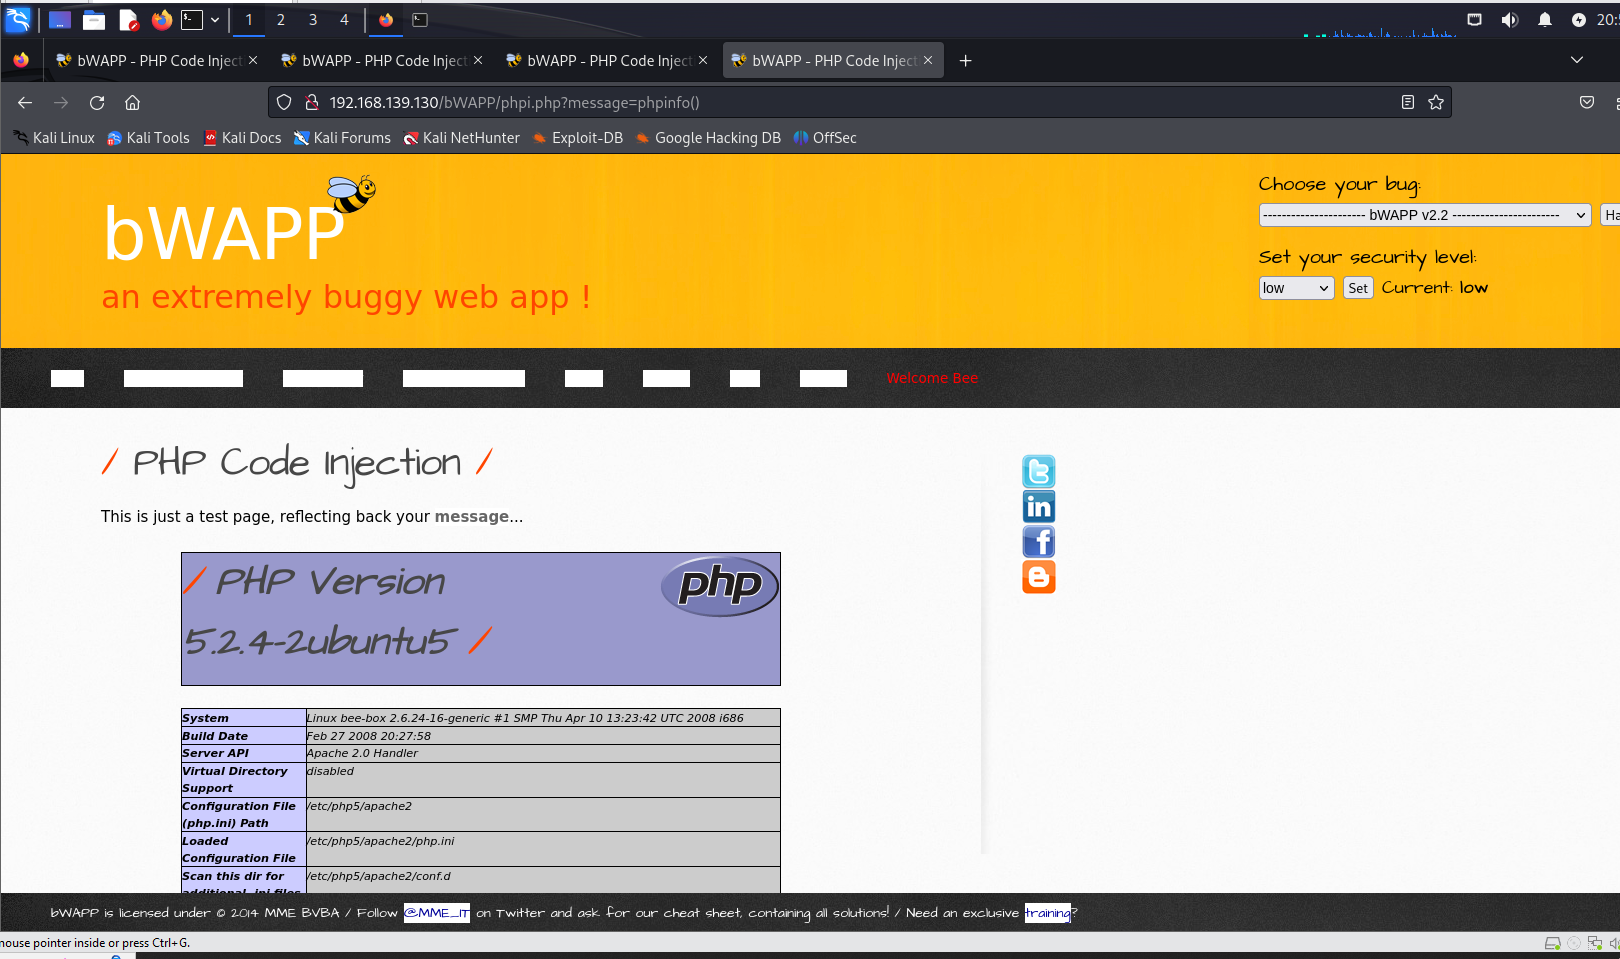 1 2 3 4
bWAPP - PHP Code Inject bWAPP - PHP Code Inject bWAPP - PHP Code Inject bWAPP - PHP Code Inject
192.168.139.130/bWAPP/phpi.php?message=phpinfo()
Kali Linux Kali Tools Kali Docs Kali Forums Kali NetHunter Exploit-DB Google Hacking DB OffSec
bWAPP
an extremely buggy web app !
Choose your bug:
---------------------- bWAPP v2.2 -----------------------
Set your security level:
low Set Current: low
Welcome Bee
/ PHP Code Injection /
This is just a test page, reflecting back your message...
/ PHP Version
5.2.4-2ubuntu5 /
php
System Linux bee-box 2.6.24-16-generic #1 SMP Thu Apr 10 13:23:42 UTC 2008 i686
Build Date Feb 27 2008 20:27:58
Server API Apache 2.0 Handler
Virtual Directory Support disabled
Configuration File (php.ini) Path /etc/php5/apache2
Loaded Configuration File /etc/php5/apache2/php.ini
Scan this dir for additional .ini files /etc/php5/apache2/conf.d
bWAPP is licensed under © 2014 MME BVBA / Follow @MME_IT on Twitter and ask for our cheat sheet, containing all solutions! / Need an exclusive training?
mouse pointer inside or press Ctrl+G.